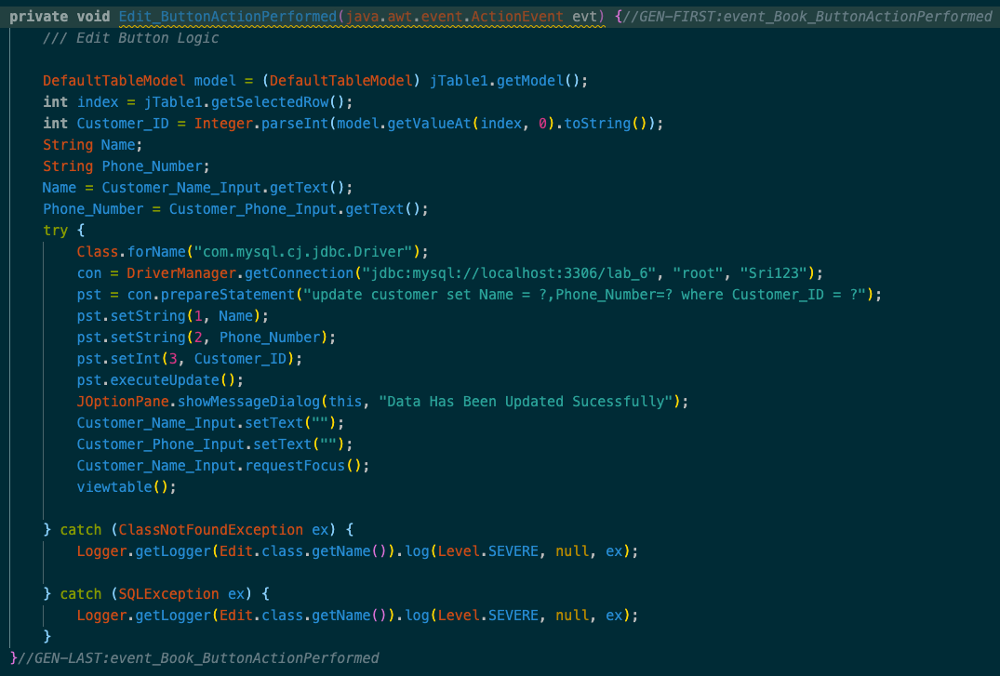 private void Edit_ButtonActionPerformed(java.awt.event.ActionEvent evt) {//GEN-FIRST:event_Book_ButtonActionPerformed
/// Edit Button Logic
DefaultTableModel model = (DefaultTableModel) jTable1.getModel();
int index = jTable1.getSelectedRow();
int Customer_ID = Integer.parseInt(model.getValueAt(index, 0).toString());
String Name;
String Phone_Number;
Name = Customer_Name_Input.getText();
Phone_Number = Customer_Phone_Input.getText();
try {
Class.forName("com.mysql.cj.jdbc.Driver");
con = DriverManager.getConnection("jdbc:mysql://localhost:3306/lab_6", "root", "Sri123");
pst = con.prepareStatement("update customer set Name = ?,Phone_Number=? where Customer_ID = ?");
pst.setString(1, Name);
pst.setString(2, Phone_Number);
pst.setInt(3, Customer_ID);
pst.executeUpdate();
JOptionPane.showMessageDialog(this, "Data Has Been Updated Sucessfully");
Customer_Name_Input.setText("");
Customer_Phone_Input.setText("");
Customer_Name_Input.requestFocus();
viewtable();
} catch (ClassNotFoundException ex) {
Logger.getLogger(Edit.class.getName()).log(Level.SEVERE, null, ex);
} catch (SQLException ex) {
Logger.getLogger(Edit.class.getName()).log(Level.SEVERE, null, ex);
}
}//GEN-LAST:event_Book_ButtonActionPerformed